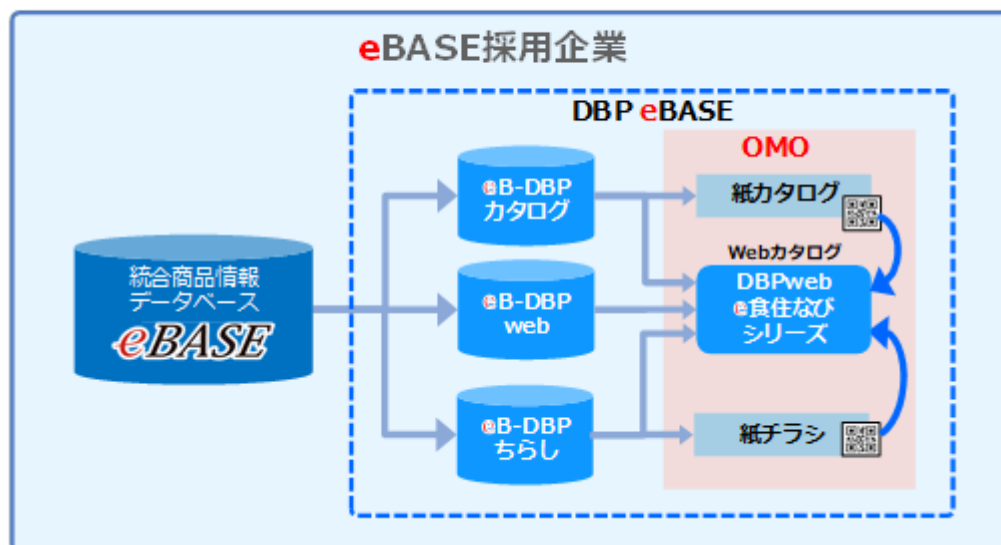 eBASE採用企業
DBP eBASE
OMO
eB-DBP
カタログ
紙カタログ
Webカタログ
統合商品情報
データベース
eBASE
eB-DBP
web
DBPweb
e食住なび
シリーズ
eB-DBP
ちらし
紙チラシ